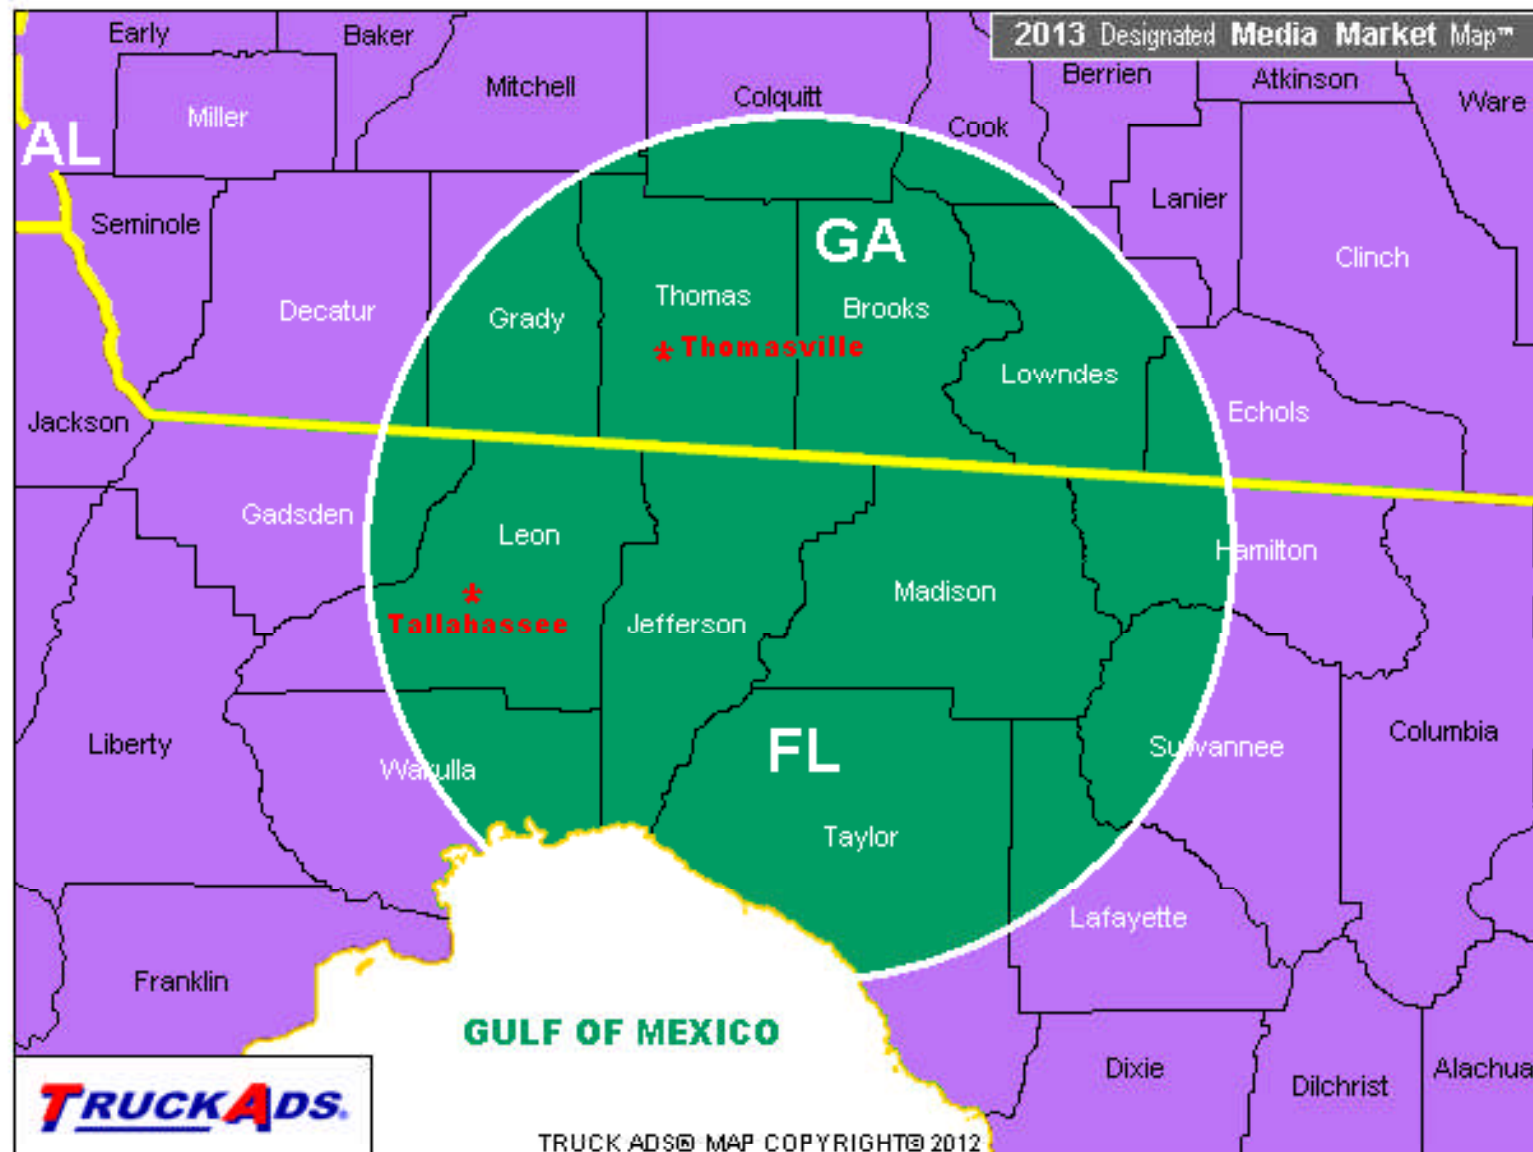 2013 Designated Media Market Map™
Early
Baker
Mitchell
Colquitt
Cook
Berrien
Atkinson
Ware
Miller
AL
Seminole
Lanier
GA
Clinch
Decatur
Grady
Thomas
Brooks
Thomasville
Lowndes
Echols
Jackson
Gadsden
Leon
Hamilton
Madison
Tallahassee
Jefferson
Liberty
Wakulla
FL
Suwannee
Columbia
Taylor
Lafayette
Franklin
GULF OF MEXICO
Dixie
Dilchrist
Alachua
TRUCKADS®
TRUCK ADS® MAP COPYRIGHT© 2012